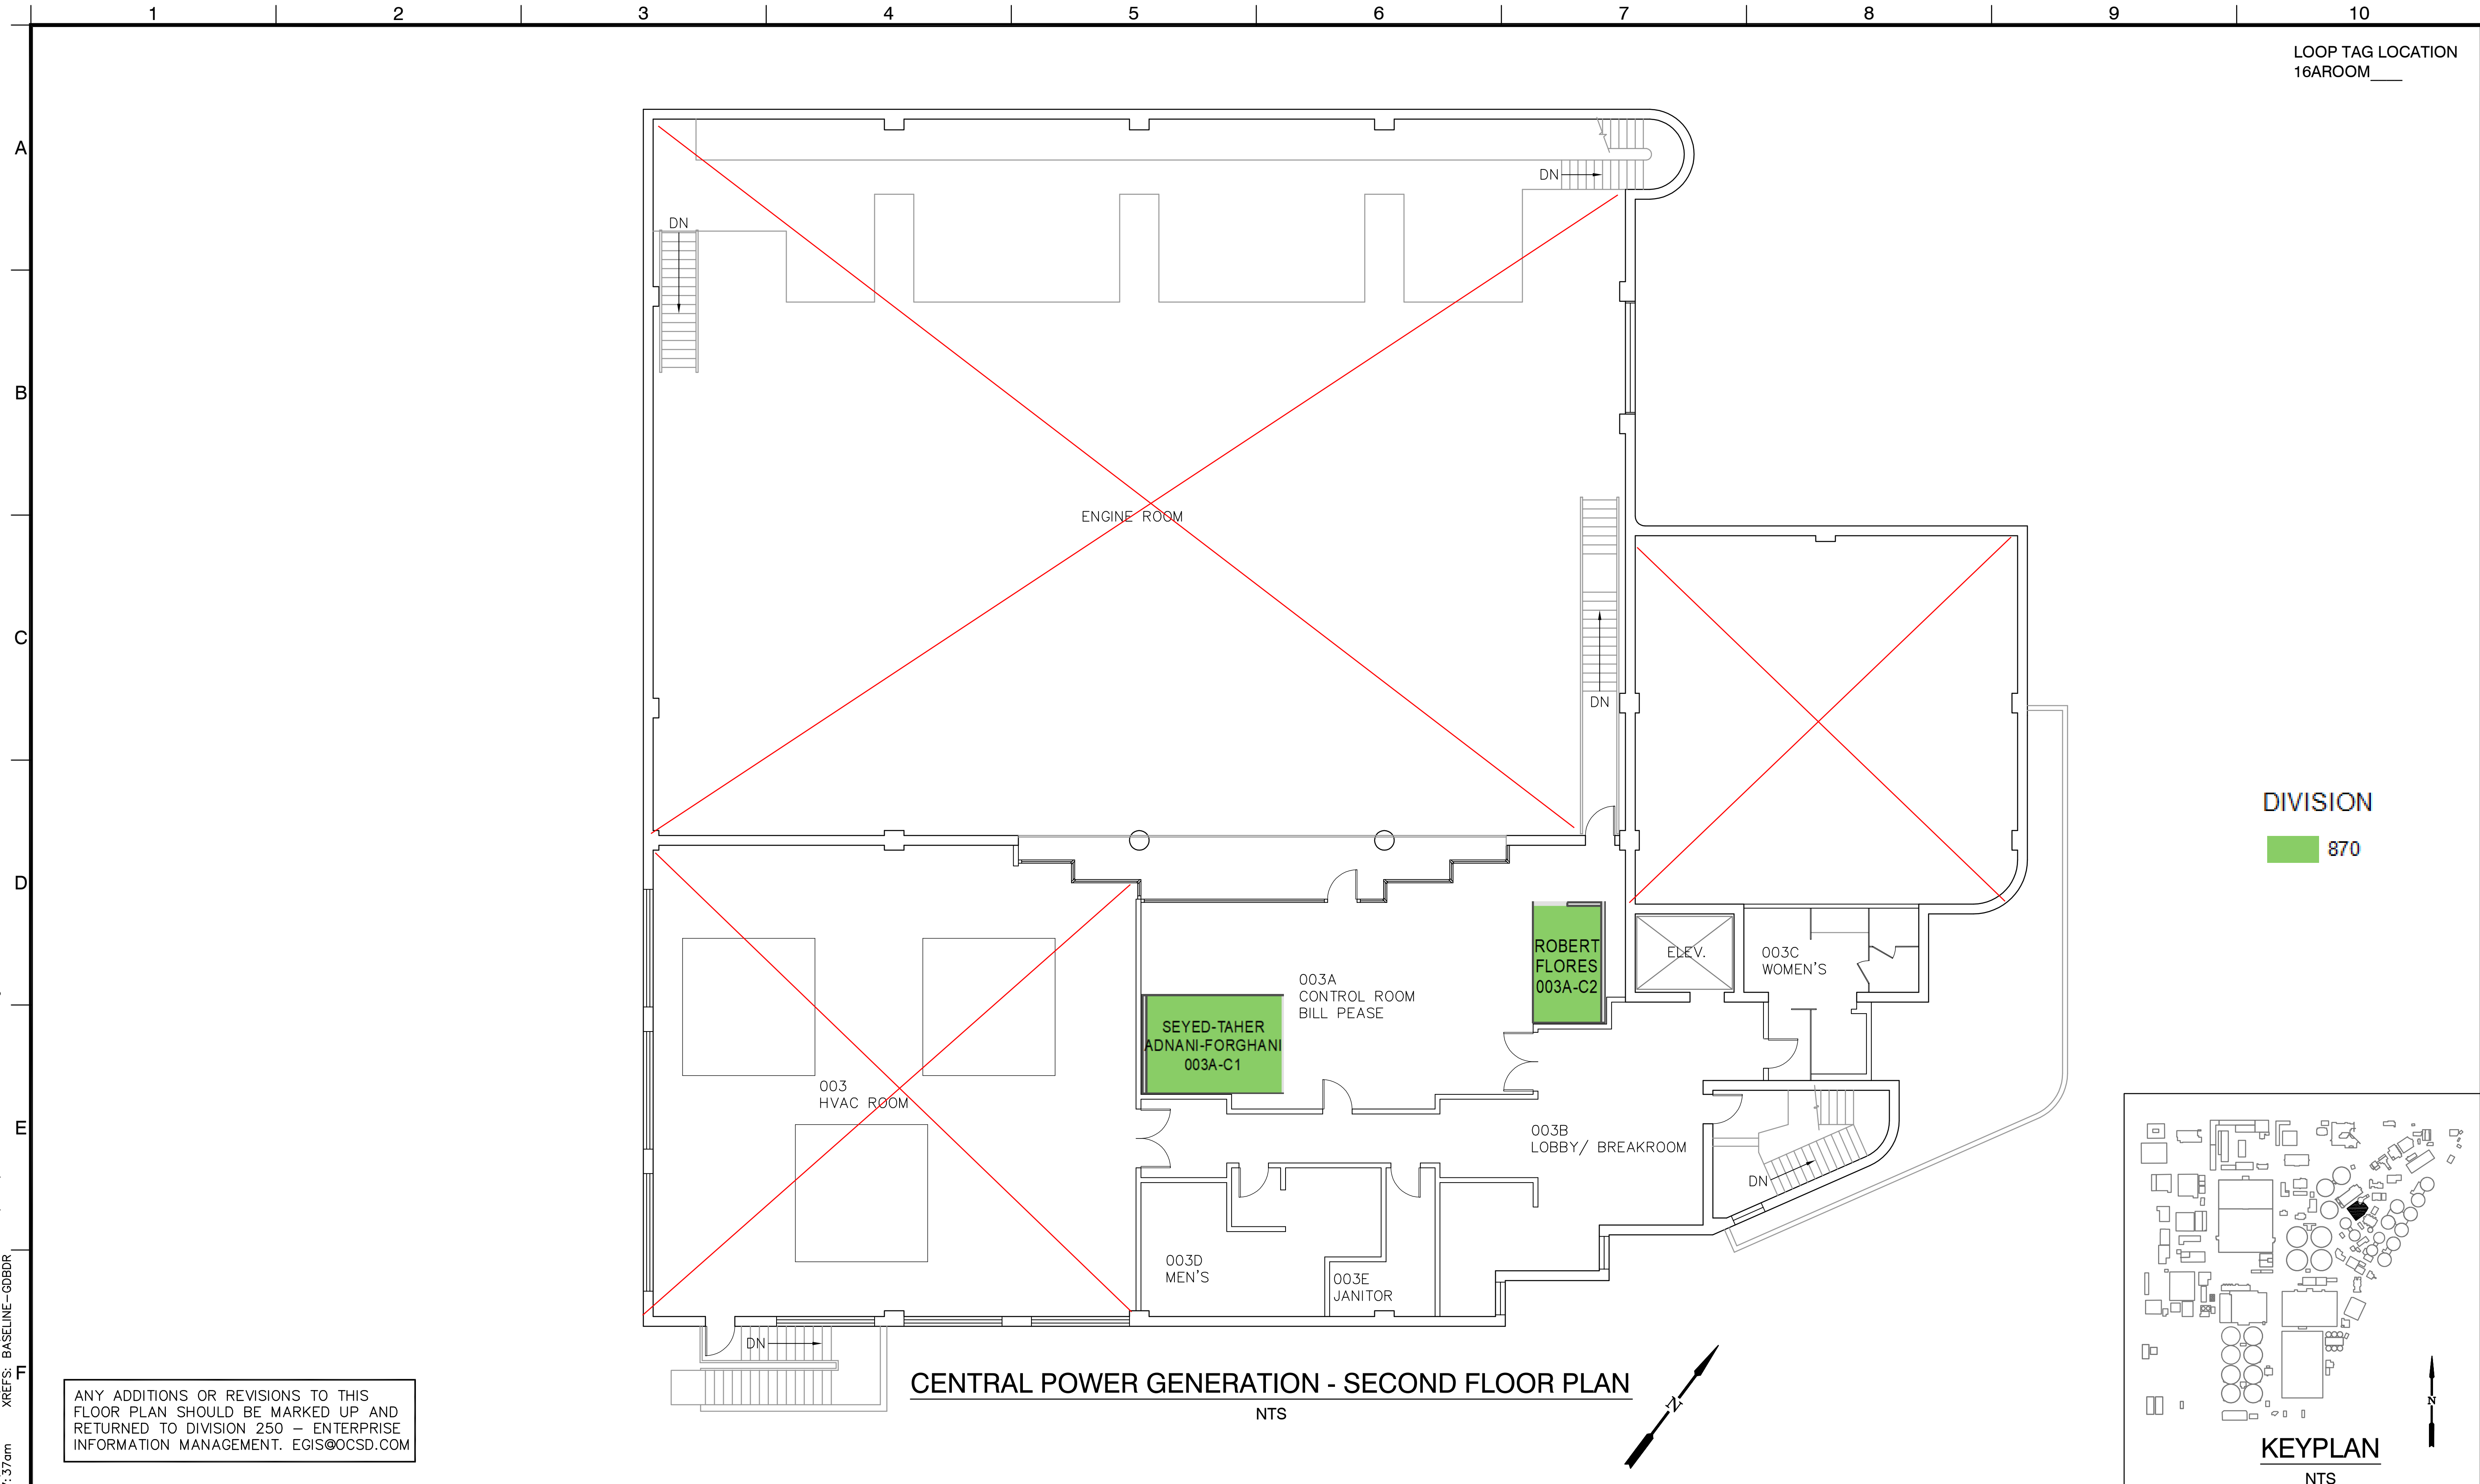 1 2 3 4 5 6 7 8 9 10
LOOP TAG LOCATION
16AROOM____
A
B
C
D
E
F
DN
DN
ENGINE ROOM
DN
DIVISION
870
ROBERT
FLORES
003A-C2
ELEV.
003C
WOMEN'S
003A
CONTROL ROOM
BILL PEASE
SEYED-TAHER
ADNANI-FORGHANI
003A-C1
003
HVAC ROOM
003B
LOBBY/ BREAKROOM
DN
003D
MEN'S
003E
JANITOR
DN
CENTRAL POWER GENERATION - SECOND FLOOR PLAN
NTS
N
ANY ADDITIONS OR REVISIONS TO THIS
FLOOR PLAN SHOULD BE MARKED UP AND
RETURNED TO DIVISION 250 – ENTERPRISE
INFORMATION MANAGEMENT. EGIS@OCSD.COM
N
KEYPLAN
NTS
XREFS: BASELINE-GDBDR
:37am